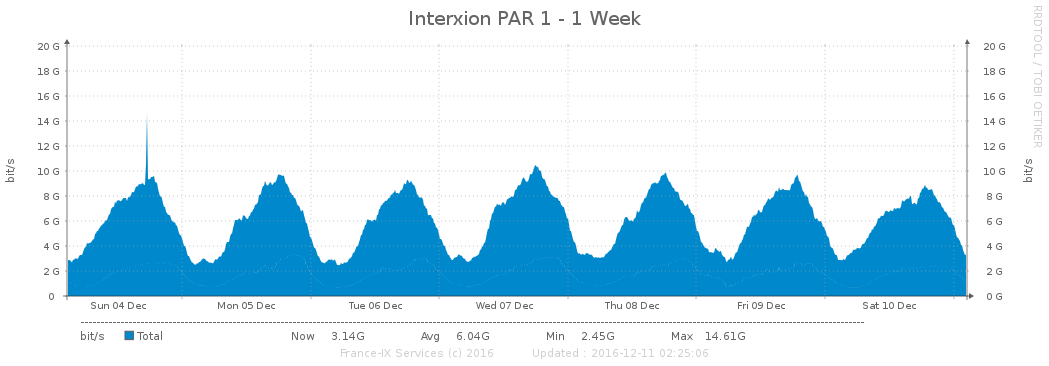 Interxion PAR 1 - 1 Week
RRDTOOL / TOBI OETIKER
bit/s
20 G 20 G
18 G 18 G
16 G 16 G
14 G 14 G
12 G 12 G
10 G 10 G
8 G 8 G
6 G 6 G
4 G 4 G
2 G 2 G
0 0 G
bit/s
Sun 04 Dec Mon 05 Dec Tue 06 Dec Wed 07 Dec Thu 08 Dec Fri 09 Dec Sat 10 Dec
bit/s Total Now 3.14G Avg 6.04G Min 2.45G Max 14.61G
France-IX Services (c) 2016 Updated : 2016-12-11 02:25:06